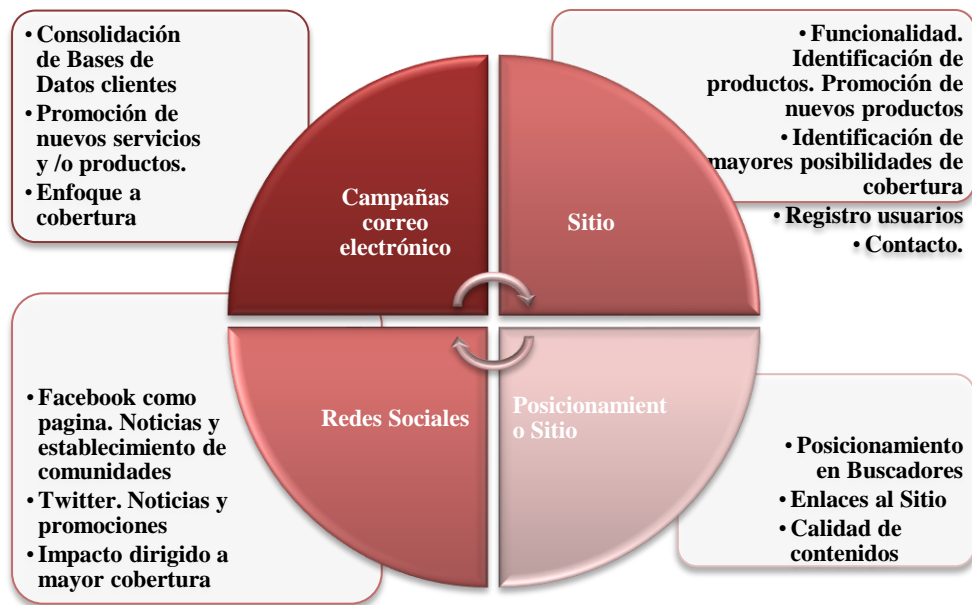 • Consolidación
de Bases de
Datos clientes
• Promoción de
nuevos servicios
y /o productos.
• Enfoque a
cobertura
• Funcionalidad.
Identificación de
productos. Promoción de
nuevos productos
• Identificación de
mayores posibilidades de
cobertura
• Registro usuarios
• Contacto.
Campañas
correo
electrónico
Sitio
Redes Sociales
Posicionamient
o Sitio
• Facebook como
pagina. Noticias y
establecimiento de
comunidades
• Twitter. Noticias y
promociones
• Impacto dirigido a
mayor cobertura
• Posicionamiento
en Buscadores
• Enlaces al Sitio
• Calidad de
contenidos